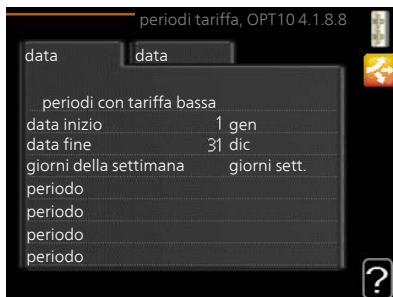 periodi tariffa, OPT10 4.1.8.8
data data
periodi con tariffa bassa
data inizio 1 gen
data fine 31 dic
giorni della settimana giorni sett.
periodo
periodo
periodo
periodo
?